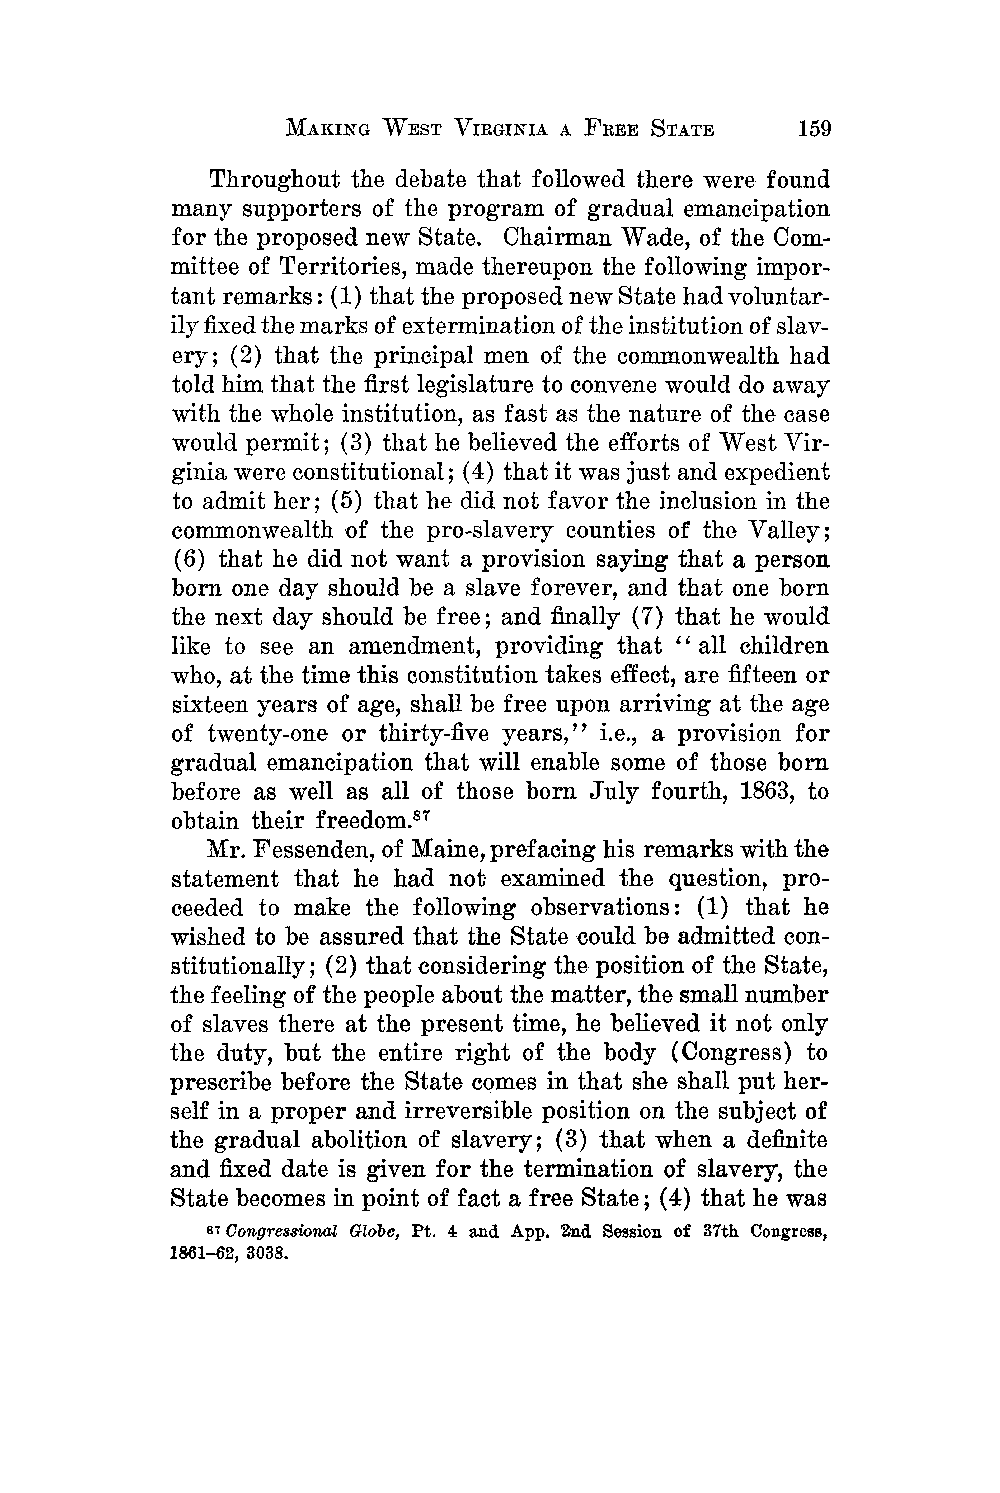 Making West Virginia a Free State 159
Throughout the debate that followed there were found
many supporters of the program of gradual emancipation
for the proposed new State. Chairman Wade, of the Com-
mittee of Territories, made thereupon the following impor-
tant remarks: (1) that the proposed new State had voluntar-
ily fixed the marks of extermination of the institution of slav-
ery; (2) that the principal men of the commonwealth had
told him that the first legislature to convene would do away
with the whole institution, as fast as the nature of the case
would permit; (3) that he believed the efforts of West Vir-
ginia were constitutional; (4) that it was just and expedient
to admit her; (5) that he did not favor the inclusion in the
commonwealth of the pro-slavery counties of the Valley;
(6) that he did not want a provision saying that a person
born one day should be a slave forever, and that one born
the next day should be free; and finally (7) that he would
like to see an amendment, providing that “all children
who, at the time this constitution takes effect, are fifteen or
sixteen years of age, shall be free upon arriving at the age
of twenty-one or thirty-five years,” i.e., a provision for
gradual emancipation that will enable some of those born
before as well as all of those born July fourth, 1863, to
obtain their freedom.⁸⁷
Mr. Fessenden, of Maine, prefacing his remarks with the
statement that he had not examined the question, pro-
ceeded to make the following observations: (1) that he
wished to be assured that the State could be admitted con-
stitutionally; (2) that considering the position of the State,
the feeling of the people about the matter, the small number
of slaves there at the present time, he believed it not only
the duty, but the entire right of the body (Congress) to
prescribe before the State comes in that she shall put her-
self in a proper and irreversible position on the subject of
the gradual abolition of slavery; (3) that when a definite
and fixed date is given for the termination of slavery, the
State becomes in point of fact a free State; (4) that he was
⁸⁷ Congressional Globe, Pt. 4 and App. 2nd Session of 37th Congress,
1861–62, 3038.